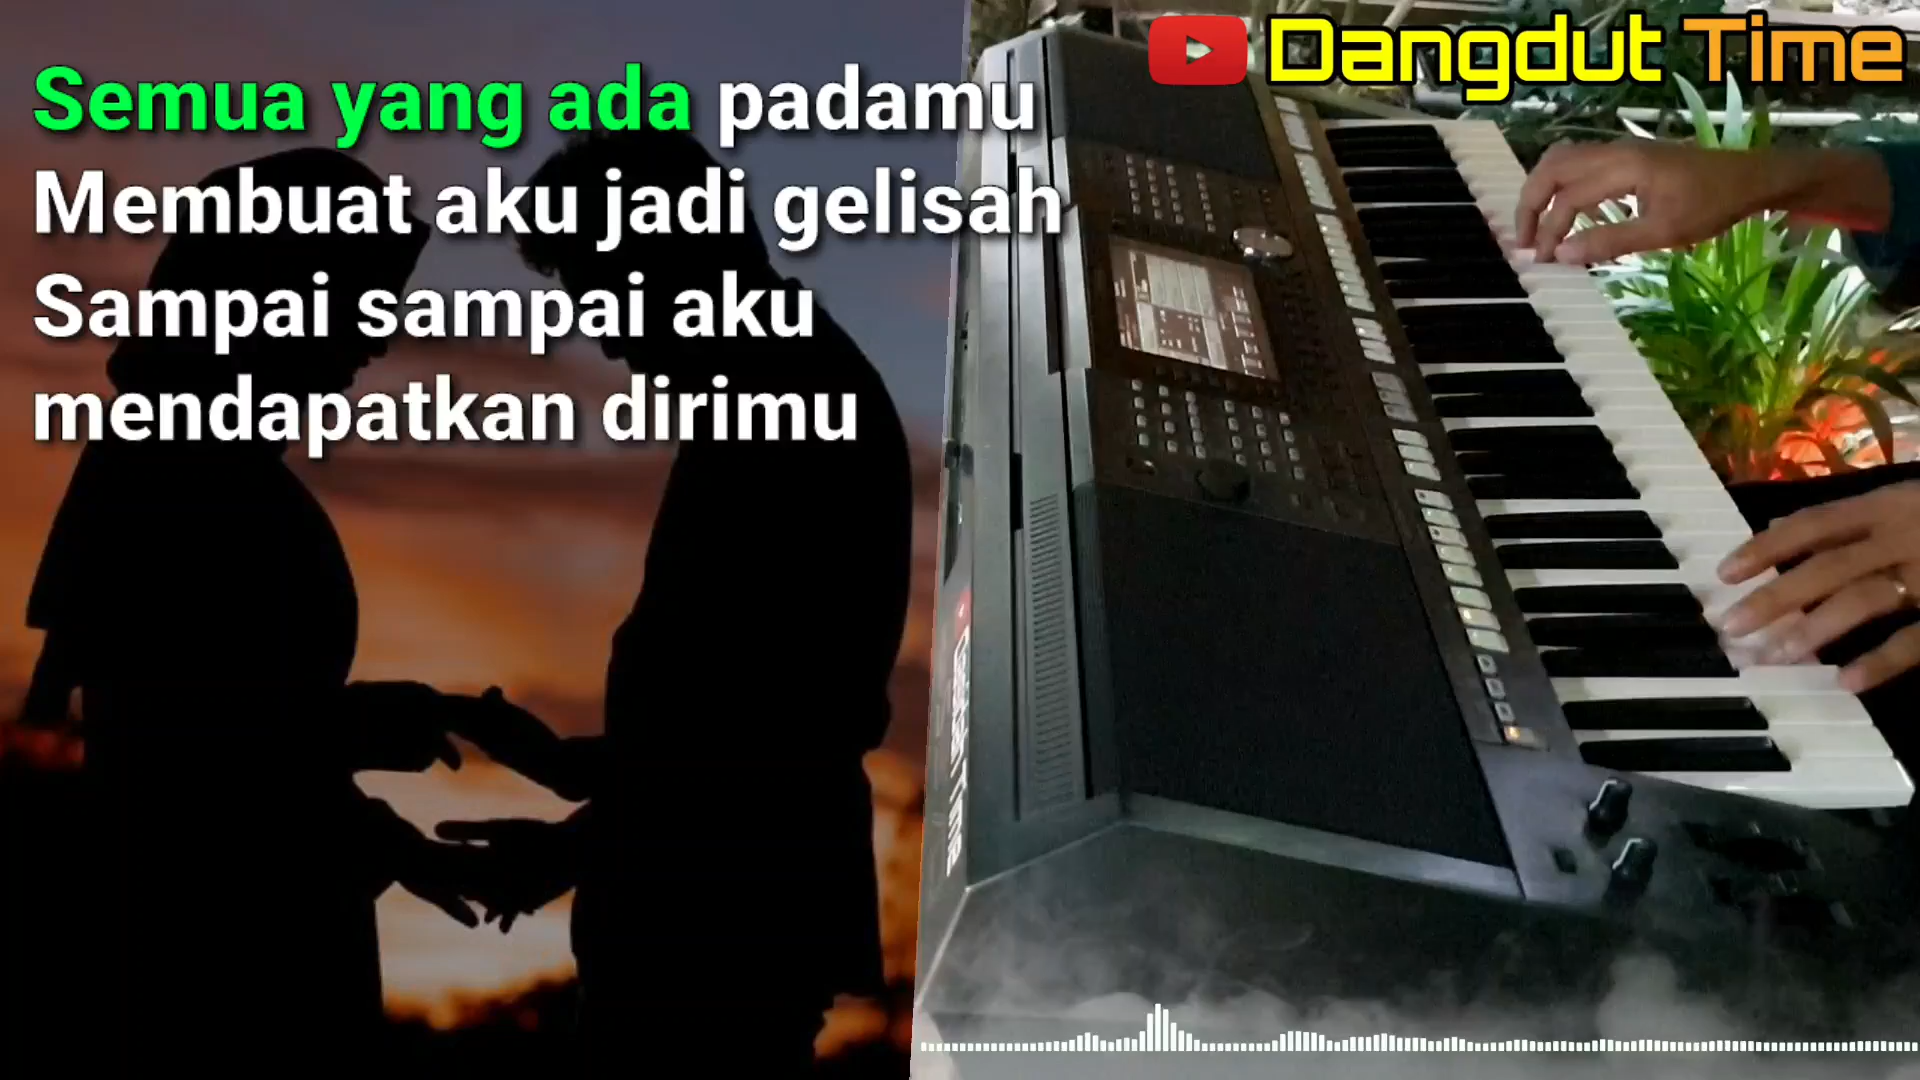 Dangdut Time
Semua yang ada padamu
Membuat aku jadi gelisah
Sampai sampai aku
mendapatkan dirimu